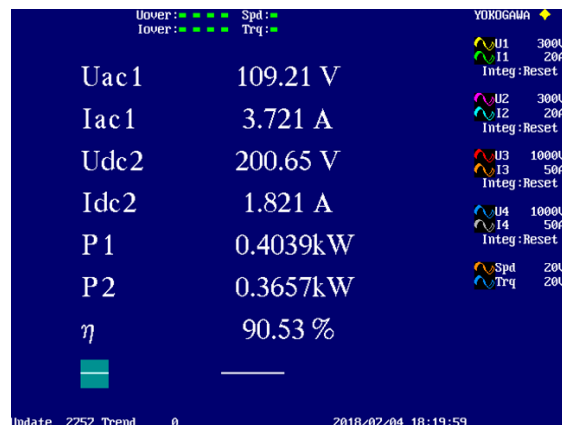 Uover: Spd:
Iover: Trq:
YOKOGAWA
U1 300V
I1 20A
Integ:Reset
U2 300V
I2 20A
Integ:Reset
U3 1000V
I3 50A
Integ:Reset
U4 1000V
I4 50A
Integ:Reset
Spd 20V
Trq 20V
Uac1 109.21 V
Iac1 3.721 A
Udc2 200.65 V
Idc2 1.821 A
P1 0.4039kW
P2 0.3657kW
η 90.53 %
Update 2757 Trend 0 2018/02/04 18:19:59